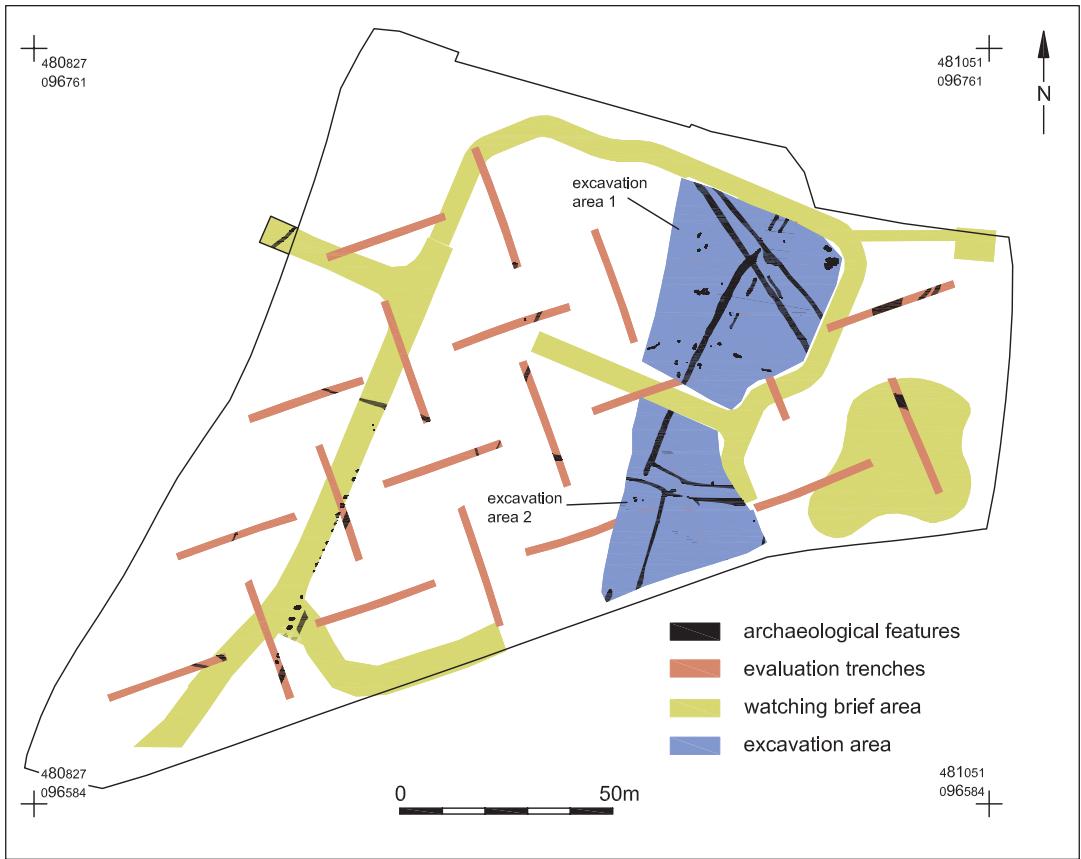 480827
096761
481051
096761
N
excavation
area 1
excavation
area 2
archaeological features
evaluation trenches
watching brief area
excavation area
480827
096584
481051
096584
0 50m